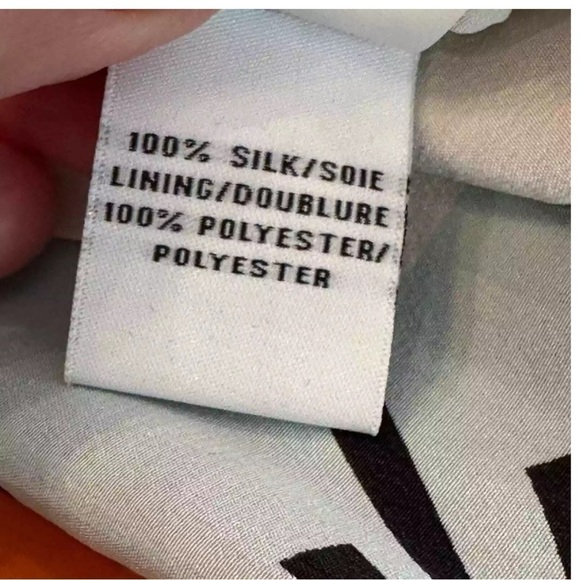 100% SILK/SOIE
LINING/DOUBLURE
100% POLYESTER/
POLYESTER